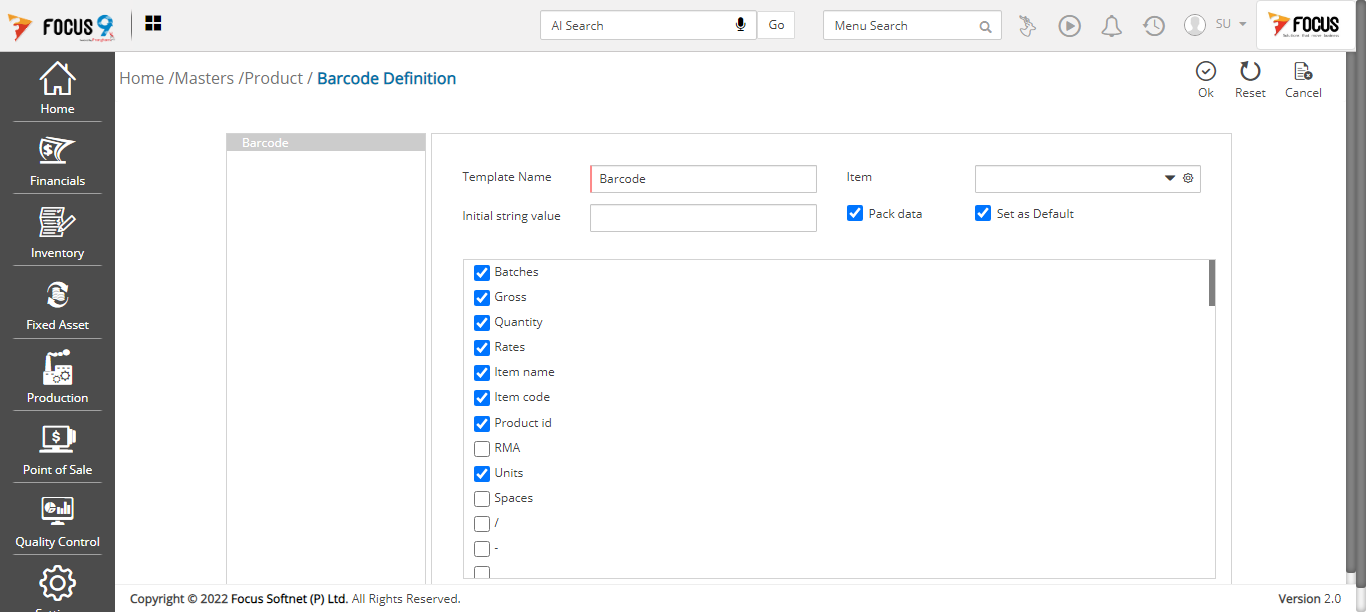 FOCUS 9
AI Search
Go
Menu Search
SU
FOCUS
Home /Masters /Product / Barcode Definition
Ok
Reset
Cancel
Home
Financials
Inventory
Fixed Asset
Production
Point of Sale
Quality Control
Barcode
Template Name
Barcode
Item
Initial string value
Pack data
Set as Default
Batches
Gross
Quantity
Rates
Item name
Item code
Product id
RMA
Units
Spaces
/
-
Copyright © 2022 Focus Softnet (P) Ltd. All Rights Reserved.
Version 2.0